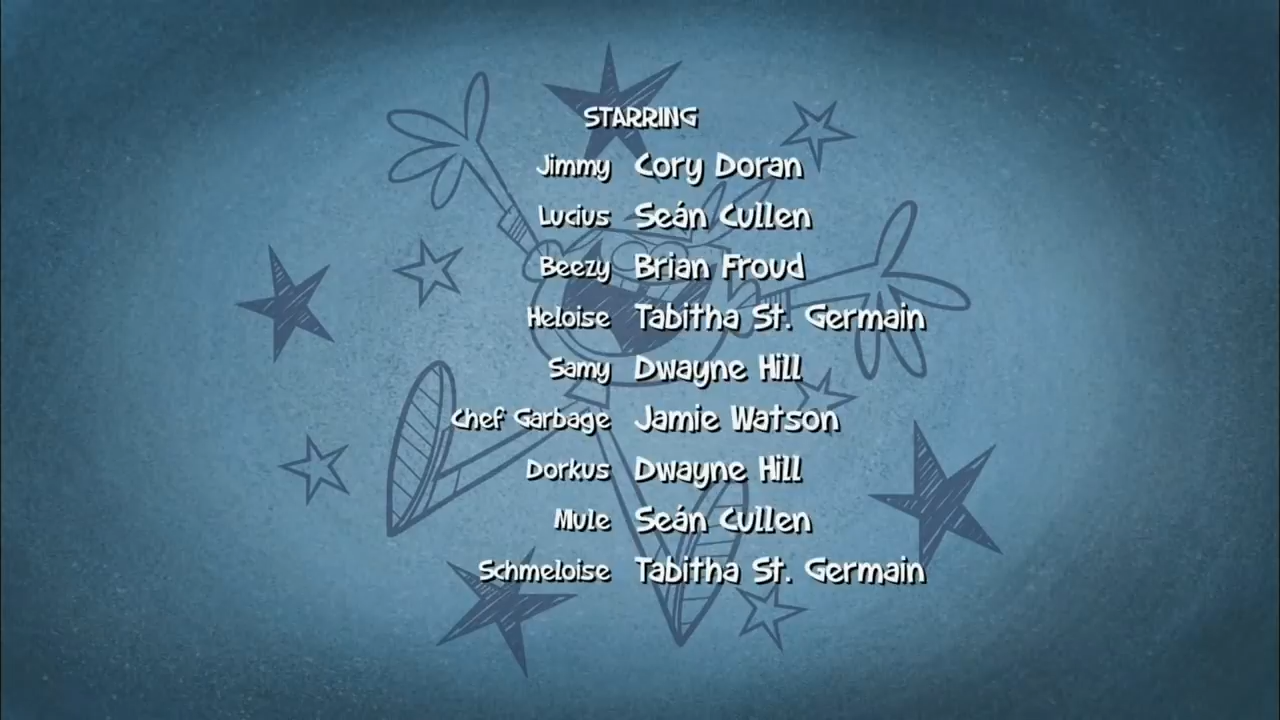 STARRING
Jimmy Cory Doran
Lucius Seán Cullen
Beezy Brian Froud
Heloise Tabitha St. Germain
Samy Dwayne Hill
Chef Garbage Jamie Watson
Dorkus Dwayne Hill
Mule Seán Cullen
Schmeloise Tabitha St. Germain